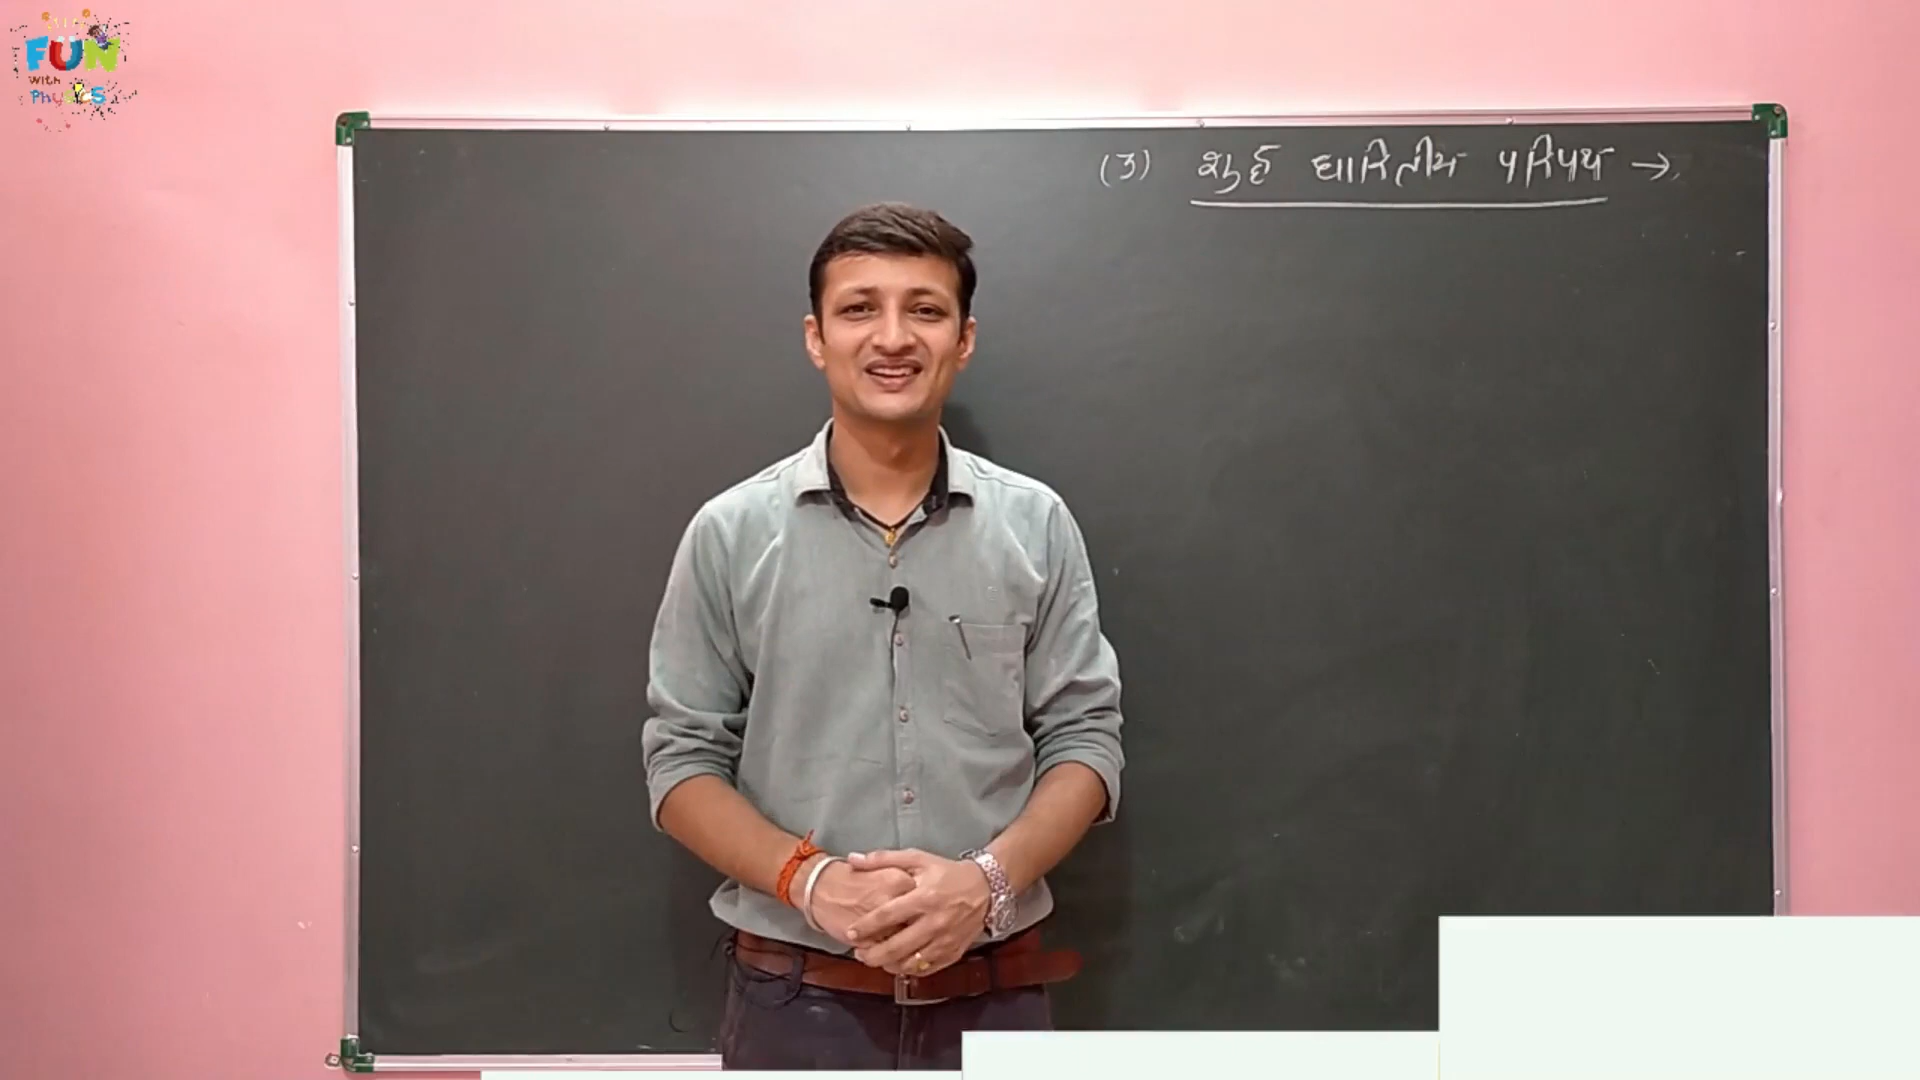 FUN
with
Physics
(3) शुद्ध धारितीय परिपथ →